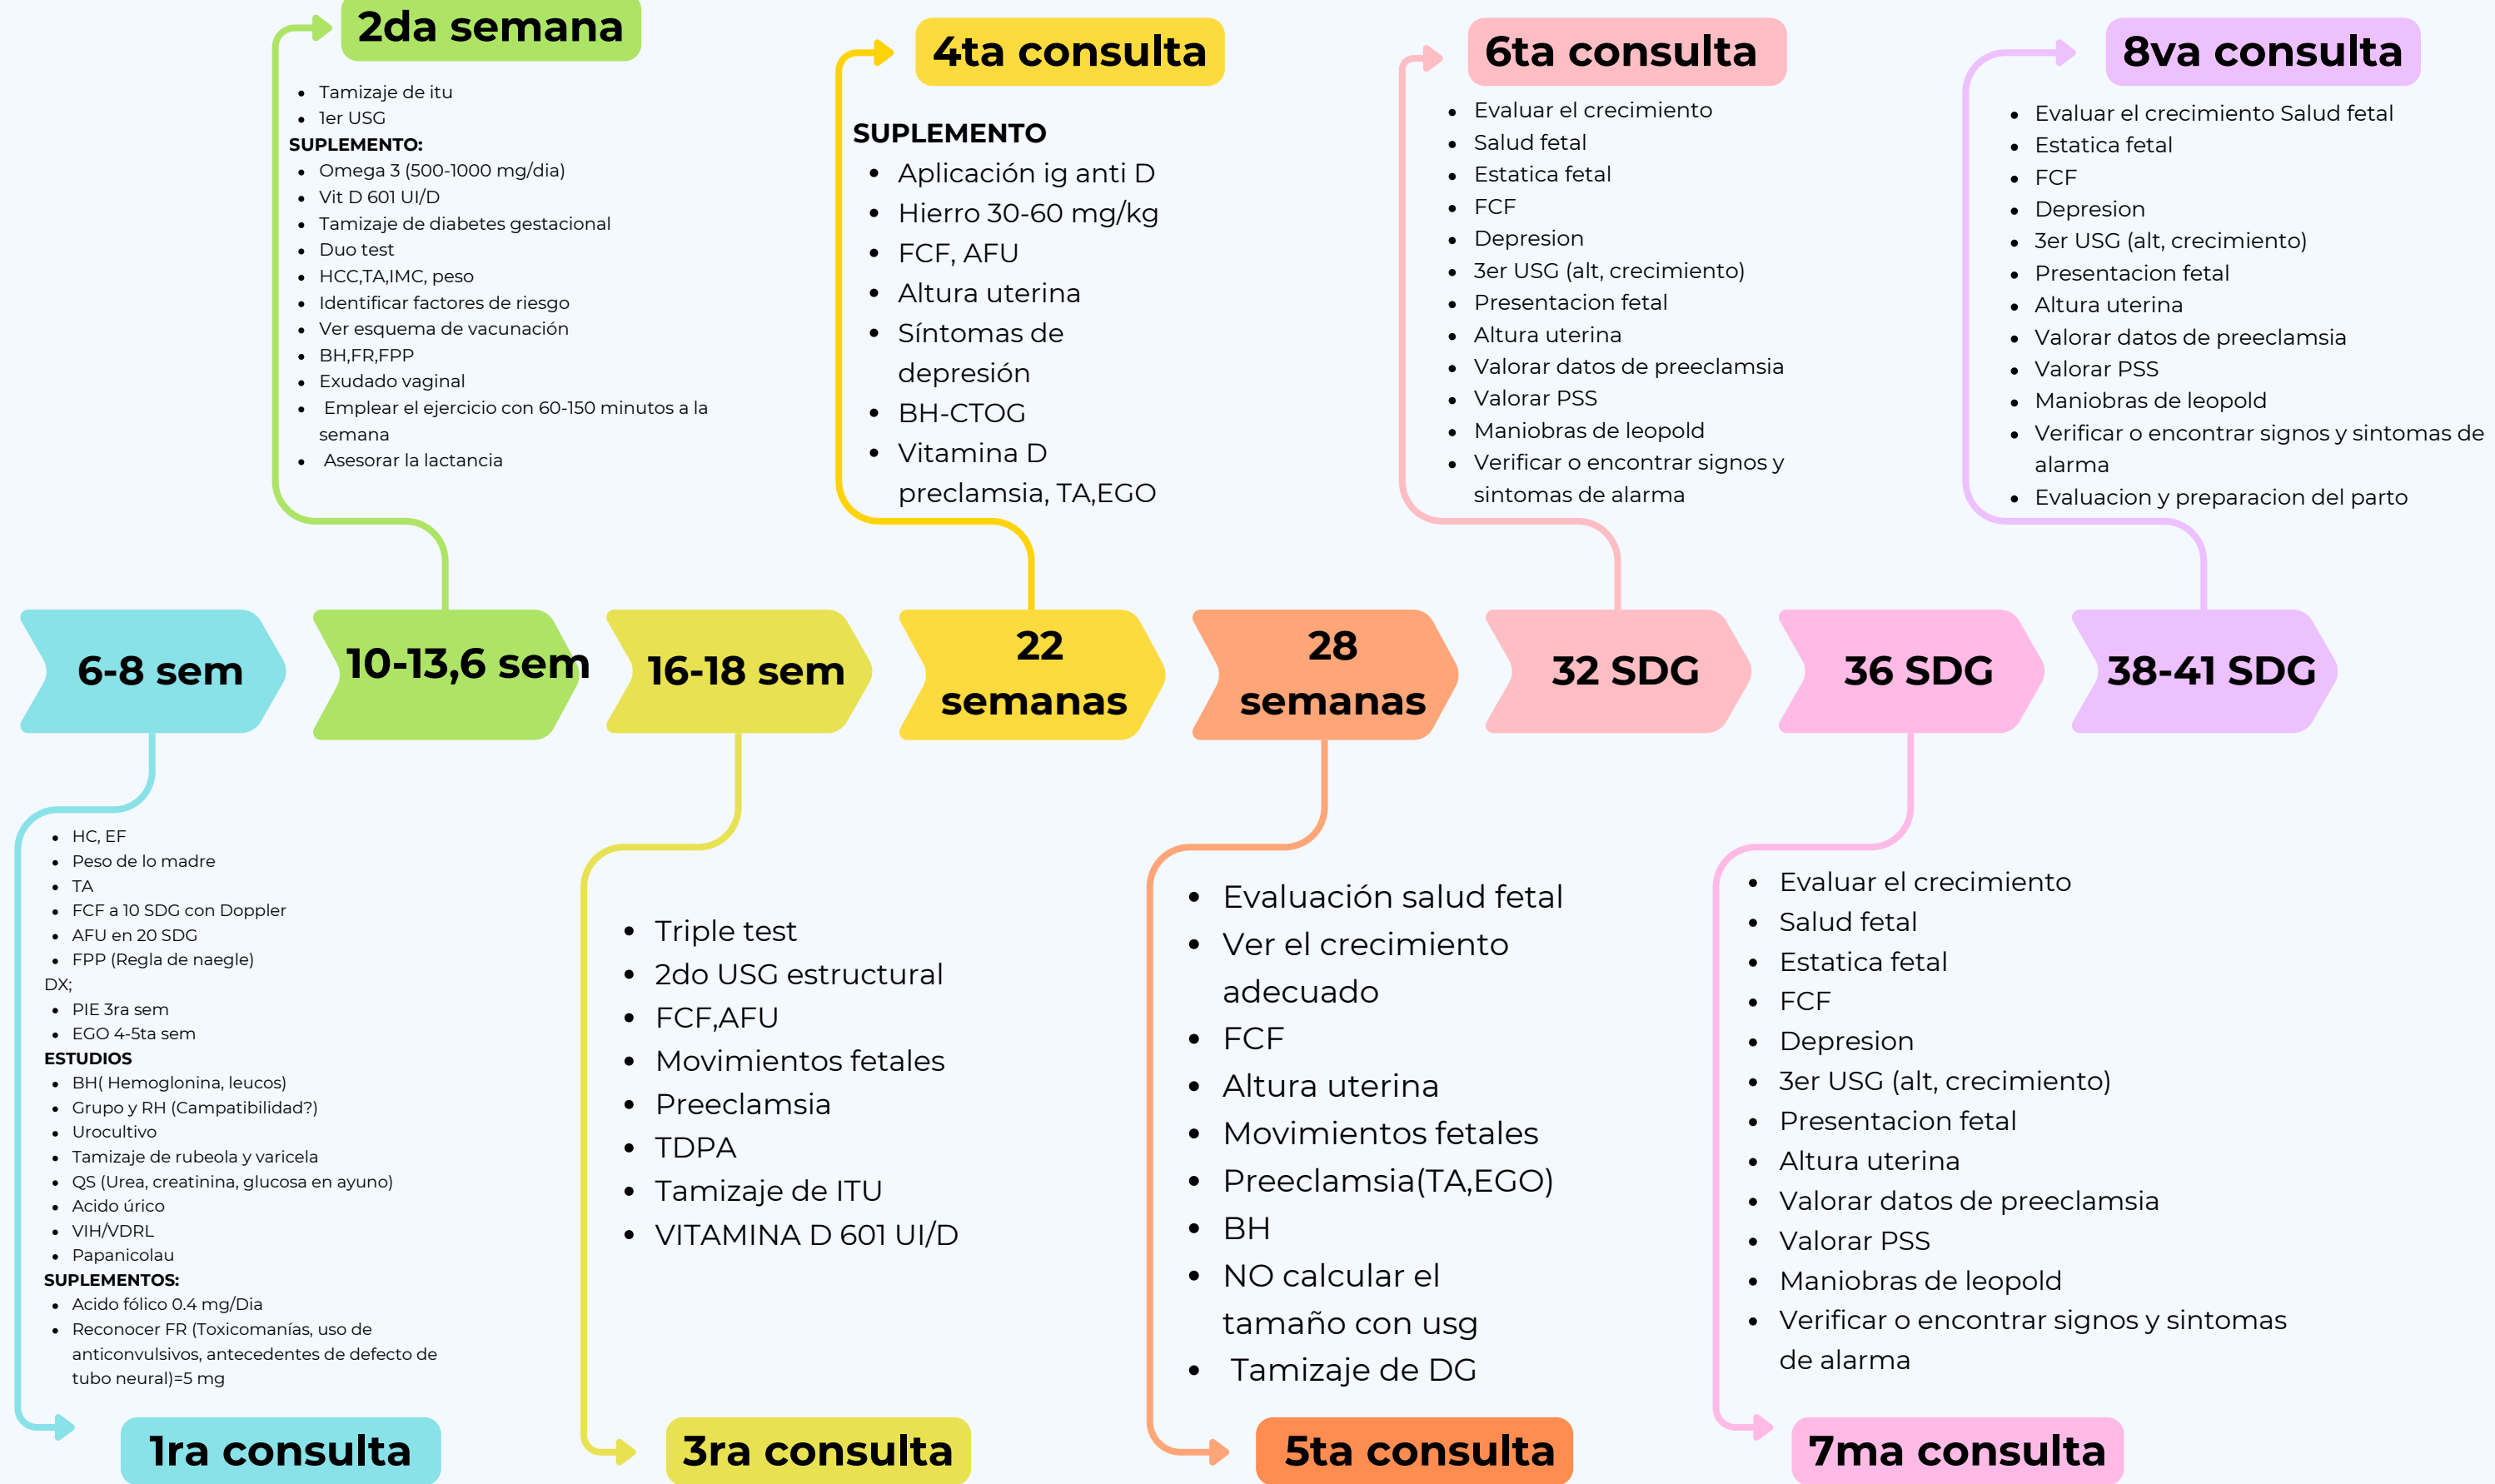 2da semana
Tamizaje de itu
1er USG
SUPLEMENTO:
Omega 3 (500-1000 mg/dia)
Vit D 601 UI/D
Tamizaje de diabetes gestacional
Duo test
HCC,TA,IMC, peso
Identificar factores de riesgo
Ver esquema de vacunación
BH,FR,FPP
Exudado vaginal
Emplear el ejercicio con 60-150 minutos a la
semana
Asesorar la lactancia
4ta consulta
SUPLEMENTO
Aplicación ig anti D
Hierro 30-60 mg/kg
FCF, AFU
Altura uterina
Síntomas de
depresión
BH-CTOG
Vitamina D
preclamsia, TA,EGO
6ta consulta
Evaluar el crecimiento
Salud fetal
Estatica fetal
FCF
Depresion
3er USG (alt, crecimiento)
Presentacion fetal
Altura uterina
Valorar datos de preeclamsia
Valorar PSS
Maniobras de leopold
Verificar o encontrar signos y
sintomas de alarma
8va consulta
Evaluar el crecimiento Salud fetal
Estatica fetal
FCF
Depresion
3er USG (alt, crecimiento)
Presentacion fetal
Altura uterina
Valorar datos de preeclamsia
Valorar PSS
Maniobras de leopold
Verificar o encontrar signos y sintomas de
alarma
Evaluacion y preparacion del parto
6-8 sem
10-13,6 sem
16-18 sem
22
semanas
28
semanas
32 SDG
36 SDG
38-41 SDG
HC, EF
Peso de lo madre
TA
FCF a 10 SDG con Doppler
AFU en 20 SDG
FPP (Regla de naegle)
DX;
PIE 3ra sem
EGO 4-5ta sem
ESTUDIOS
BH( Hemoglonina, leucos)
Grupo y RH (Campatibilidad?)
Urocultivo
Tamizaje de rubeola y varicela
QS (Urea, creatinina, glucosa en ayuno)
Acido úrico
VIH/VDRL
Papanicolau
SUPLEMENTOS:
Acido fólico 0.4 mg/Dia
Reconocer FR (Toxicomanías, uso de
anticonvulsivos, antecedentes de defecto de
tubo neural)=5 mg
1ra consulta
Triple test
2do USG estructural
FCF,AFU
Movimientos fetales
Preeclamsia
TDPA
Tamizaje de ITU
VITAMINA D 601 UI/D
3ra consulta
Evaluación salud fetal
Ver el crecimiento
adecuado
FCF
Altura uterina
Movimientos fetales
Preeclamsia(TA,EGO)
BH
NO calcular el
tamaño con usg
Tamizaje de DG
5ta consulta
Evaluar el crecimiento
Salud fetal
Estatica fetal
FCF
Depresion
3er USG (alt, crecimiento)
Presentacion fetal
Altura uterina
Valorar datos de preeclamsia
Valorar PSS
Maniobras de leopold
Verificar o encontrar signos y sintomas
de alarma
7ma consulta